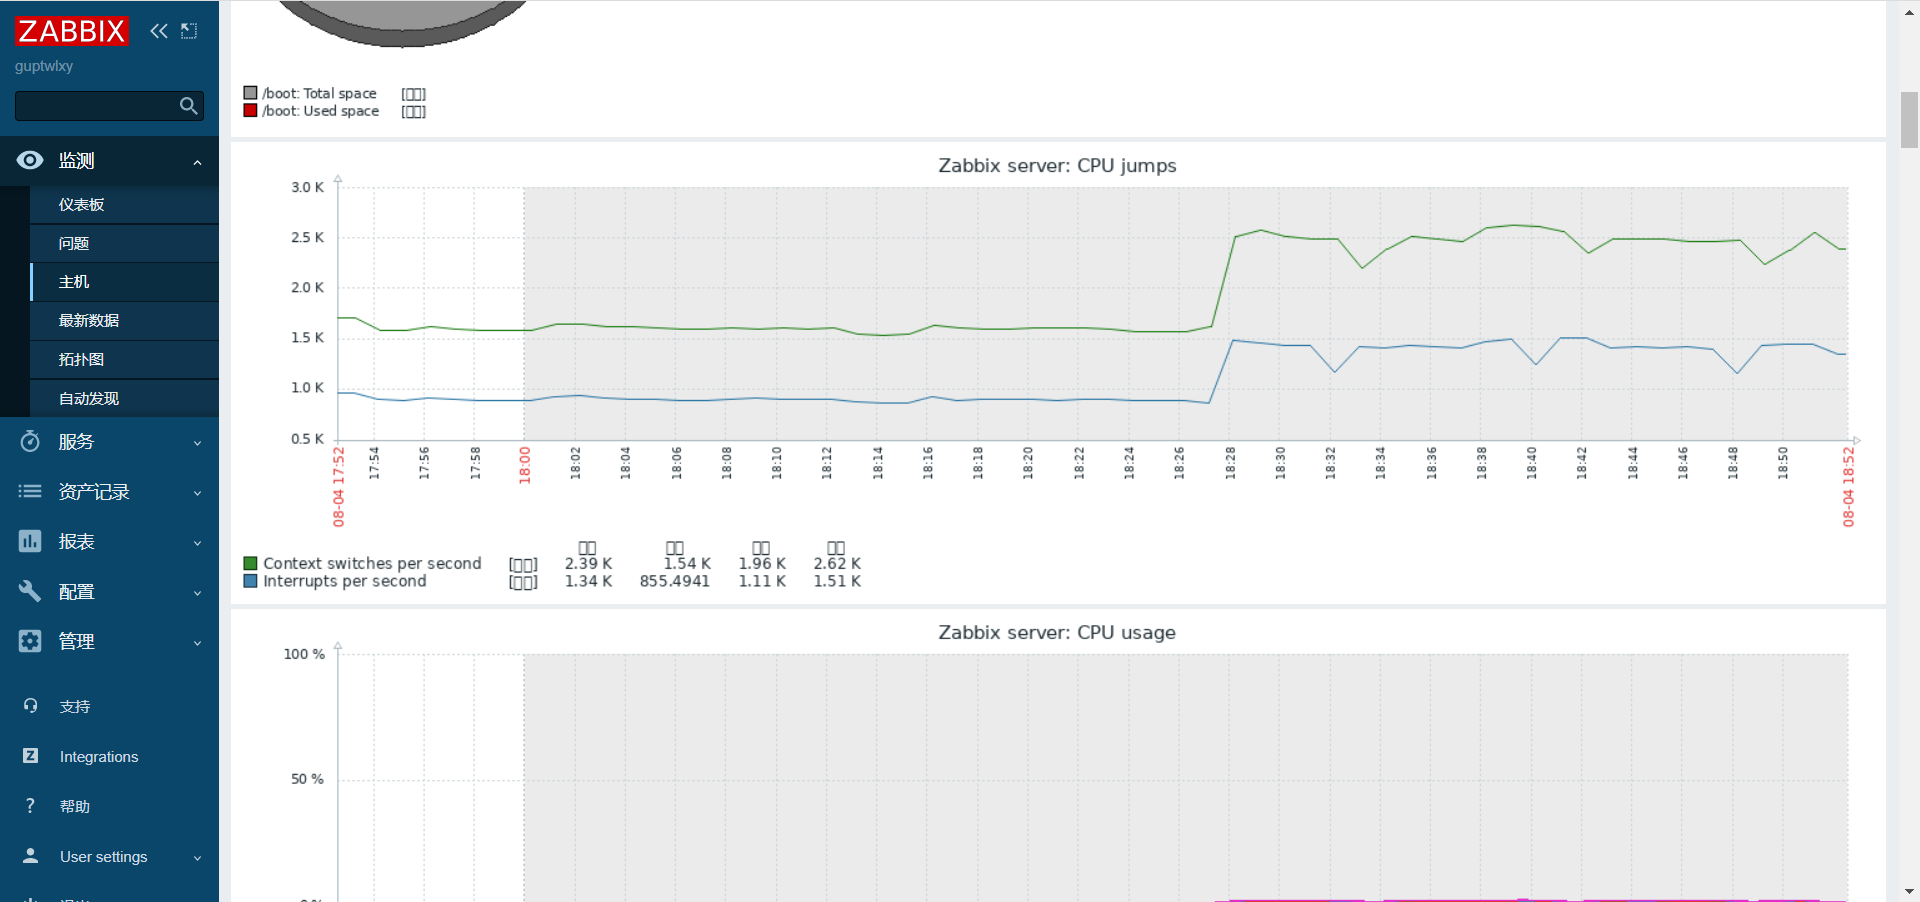 ZABBIX
guptwlxy
监测
仪表板
问题
主机
最新数据
拓扑图
自动发现
服务
资产记录
报表
配置
管理
支持
Integrations
帮助
User settings
/boot: Total space [□□]
/boot: Used space [□□]
Zabbix server: CPU jumps
3.0 K
2.5 K
2.0 K
1.5 K
1.0 K
0.5 K
08-04 17:52
17:54
17:56
17:58
18:00
18:02
18:04
18:06
18:08
18:10
18:12
18:14
18:16
18:18
18:20
18:22
18:24
18:26
18:28
18:30
18:32
18:34
18:36
18:38
18:40
18:42
18:44
18:46
18:48
18:50
08-04 18:52
□□ □□ □□ □□
Context switches per second [□□] 2.39 K 1.54 K 1.96 K 2.62 K
Interrupts per second [□□] 1.34 K 855.4941 1.11 K 1.51 K
Zabbix server: CPU usage
100 %
50 %